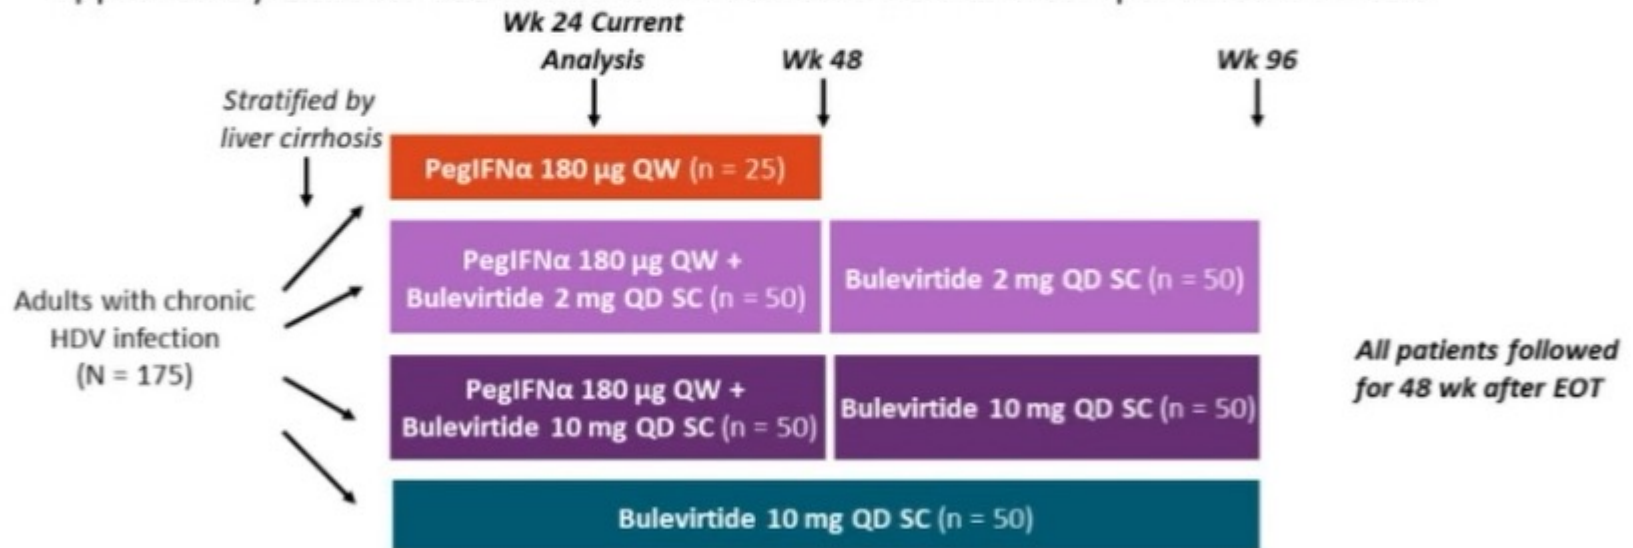 Wk 24 Current
Analysis
Wk 48
Wk 96
Stratified by
liver cirrhosis
PegIFNα 180 µg QW (n = 25)
PegIFNα 180 µg QW +
Bulevirtide 2 mg QD SC (n = 50)
Bulevirtide 2 mg QD SC (n = 50)
Adults with chronic
HDV infection
(N = 175)
PegIFNα 180 µg QW +
Bulevirtide 10 mg QD SC (n = 50)
Bulevirtide 10 mg QD SC (n = 50)
All patients followed
for 48 wk after EOT
Bulevirtide 10 mg QD SC (n = 50)